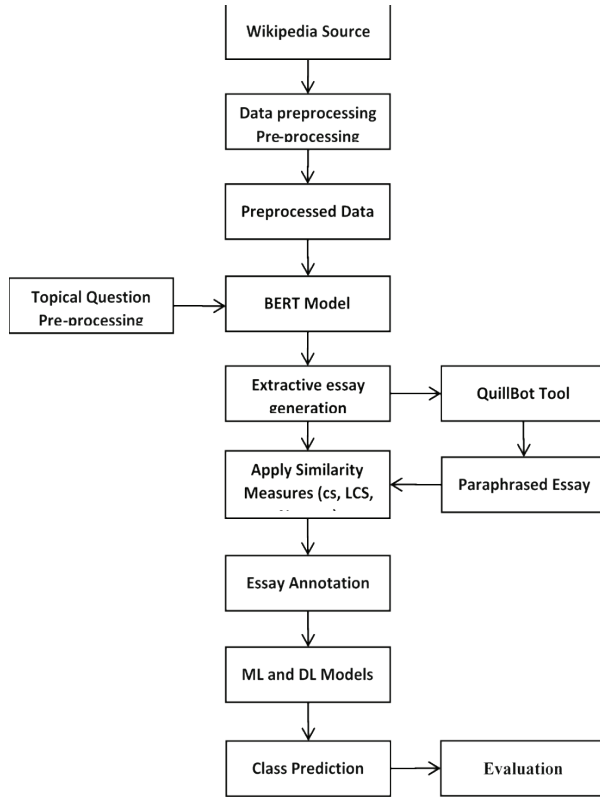 Wikipedia Source
Data preprocessing
Pre-processing
Preprocessed Data
Topical Question
Pre-processing
BERT Model
Extractive essay
generation
QuillBot Tool
Apply Similarity
Measures (cs, LCS,
Paraphrased Essay
Essay Annotation
ML and DL Models
Class Prediction
Evaluation